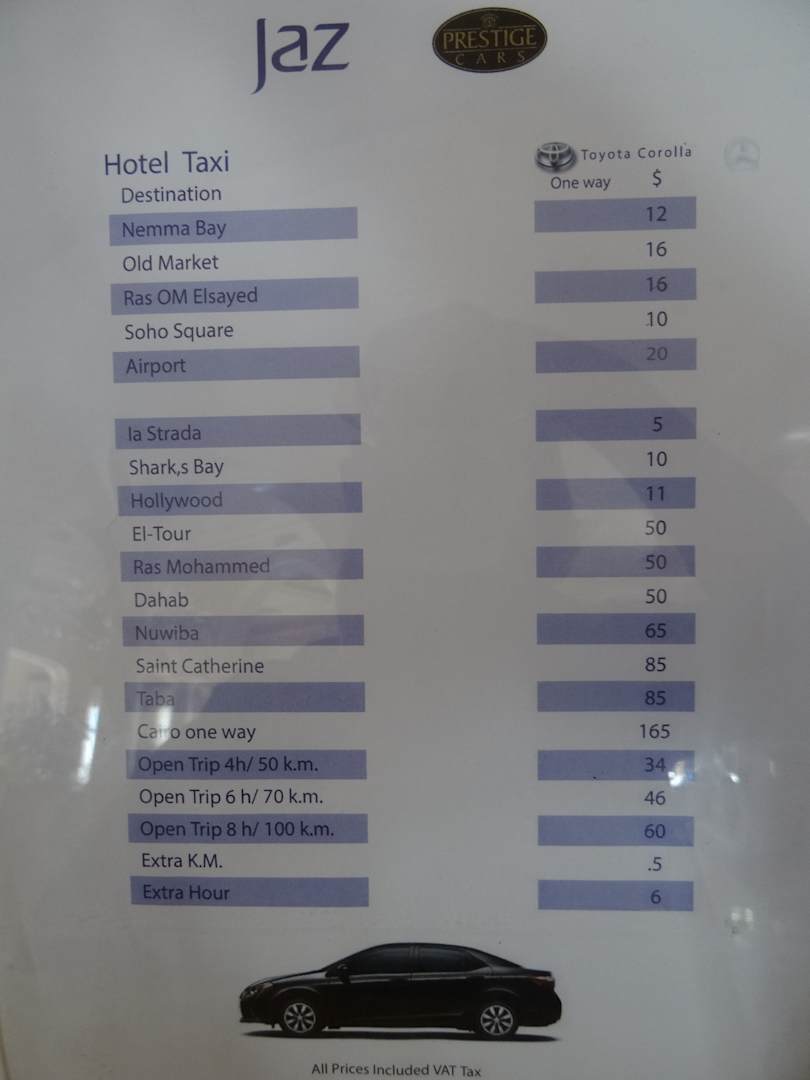 Jaz
PRESTIGE
CARS
Hotel Taxi
Toyota Corolla
Destination One way $
Nemma Bay 12
Old Market 16
Ras OM Elsayed 16
Soho Square 10
Airport 20
la Strada 5
Shark,s Bay 10
Hollywood 11
El-Tour 50
Ras Mohammed 50
Dahab 50
Nuwiba 65
Saint Catherine 85
Taba 85
Cairo one way 165
Open Trip 4h/ 50 k.m. 34
Open Trip 6 h/ 70 k.m. 46
Open Trip 8 h/ 100 k.m. 60
Extra K.M. .5
Extra Hour 6
All Prices Included VAT Tax